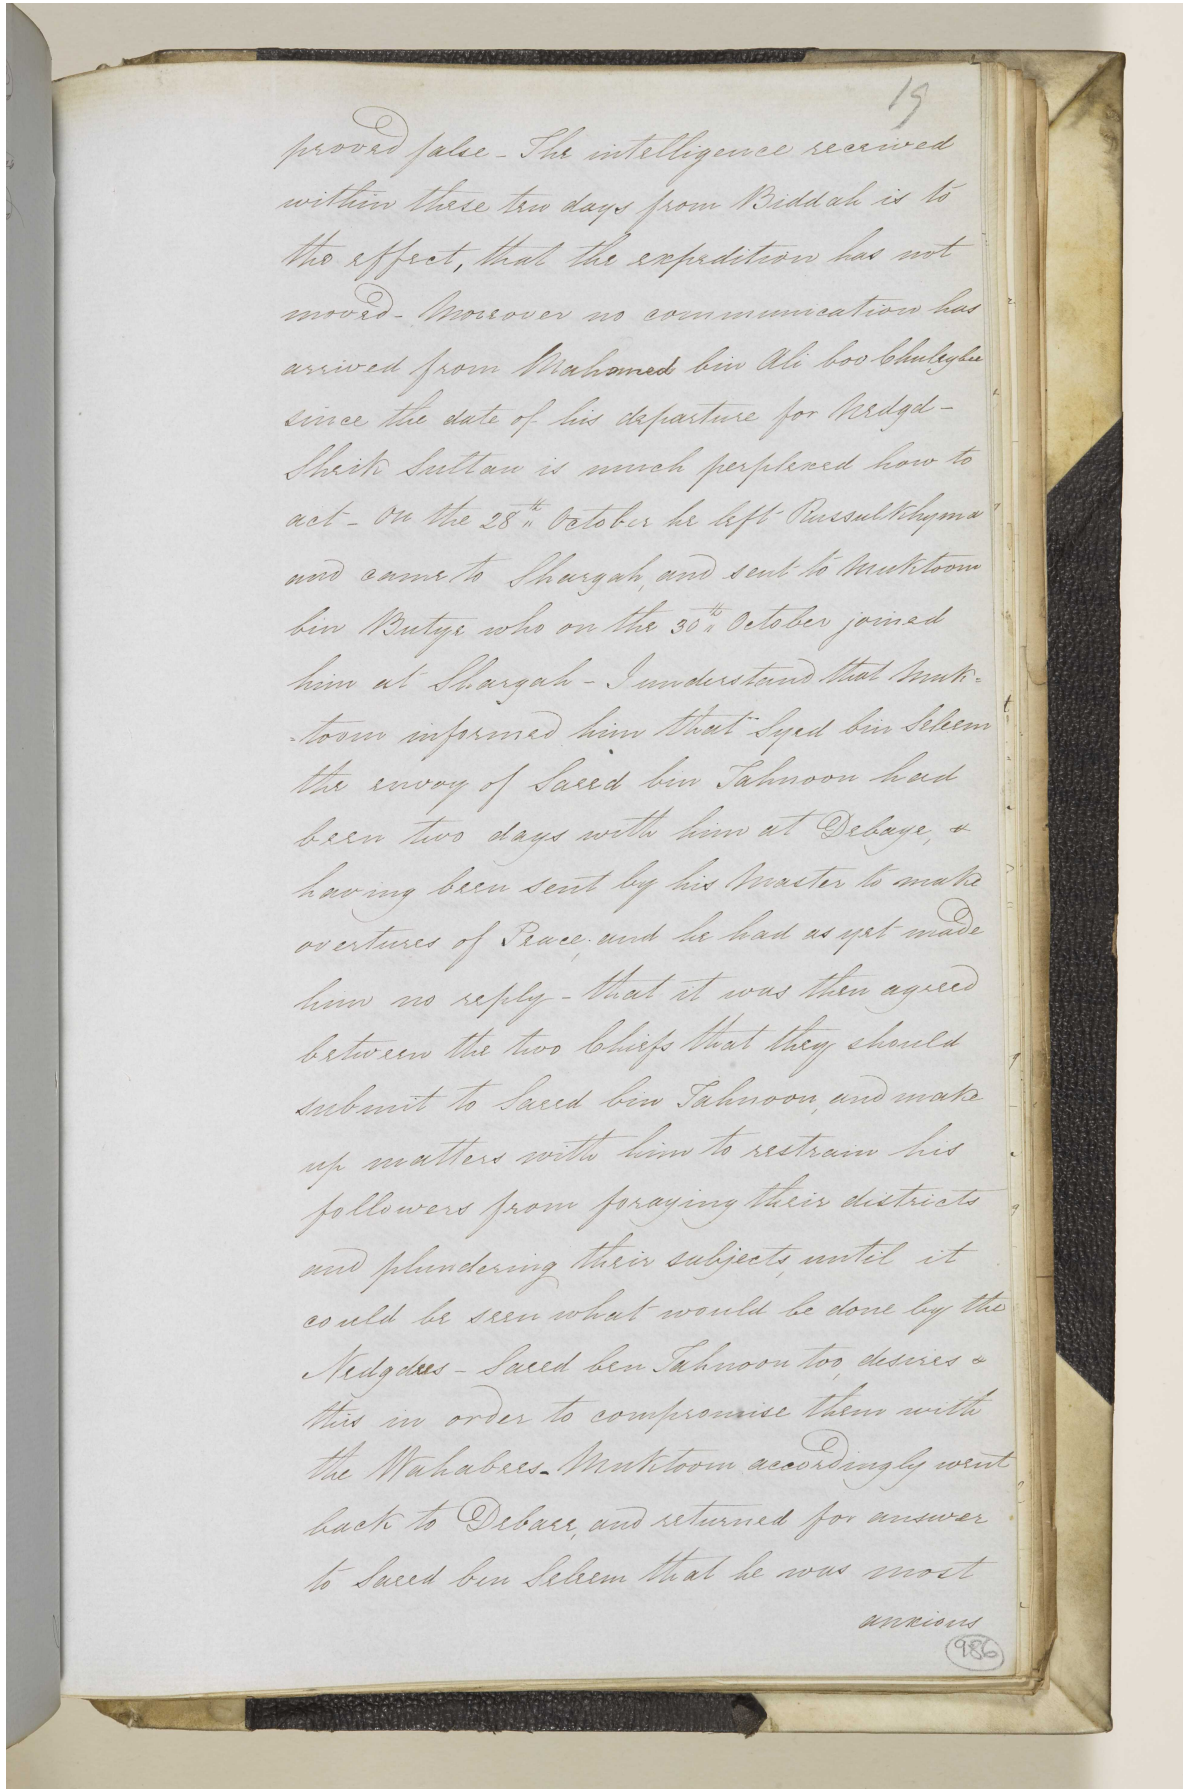 19
proved false - The intelligence received
within these ten days from Biddah is to
the effect, that the expedition has not
moved - Moreover no communication has
arrived from Mahomed bin Ali boo Chuleybee
since the date of his departure for Nedgd -
Sheik Sultan is much perplexed how to
act - On the 28th October he left Russulkhyma
and came to Shargah, and sent to Muktoom
bin Butye who on the 30th October joined
him at Shargah - I understand that Muk=
=toom informed him that Syed bin Seleem
the envoy of Saeed bin Tahnoon had
been two days with him at Debaye, &
having been sent by his Master to make
overtures of Peace, and he had as yet made
him no reply - that it was then agreed
between the two Chiefs that they should
submit to Saeed bin Tahnoon, and make
up matters with him to restrain his
followers from foraying their districts
and plundering their subjects, until it
could be seen what would be done by the
Nedgdees - Saeed ben Tahnoon too, desires &
this in order to compromise them with
the Wahabees - Muktoom accordingly went
back to Debaee, and returned for answer
to Saeed ben Seleem that he was most
anxious
986